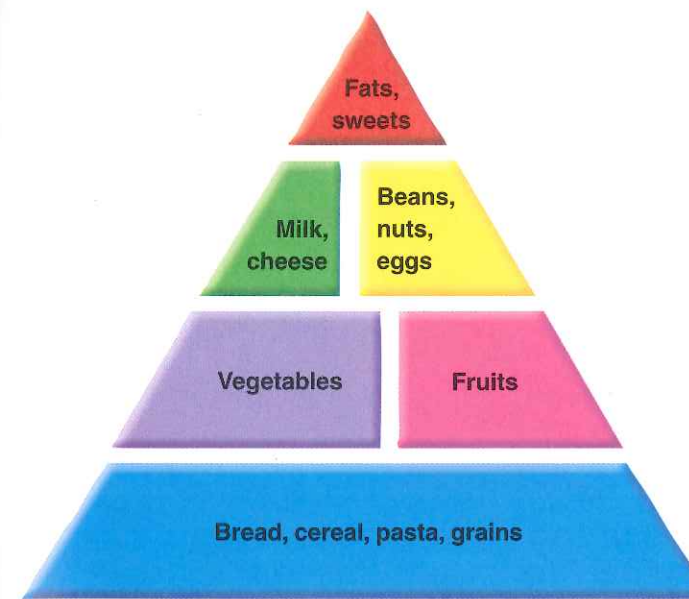 Fats,
sweets
Milk,
cheese
Beans,
nuts,
eggs
Vegetables
Fruits
Bread, cereal, pasta, grains